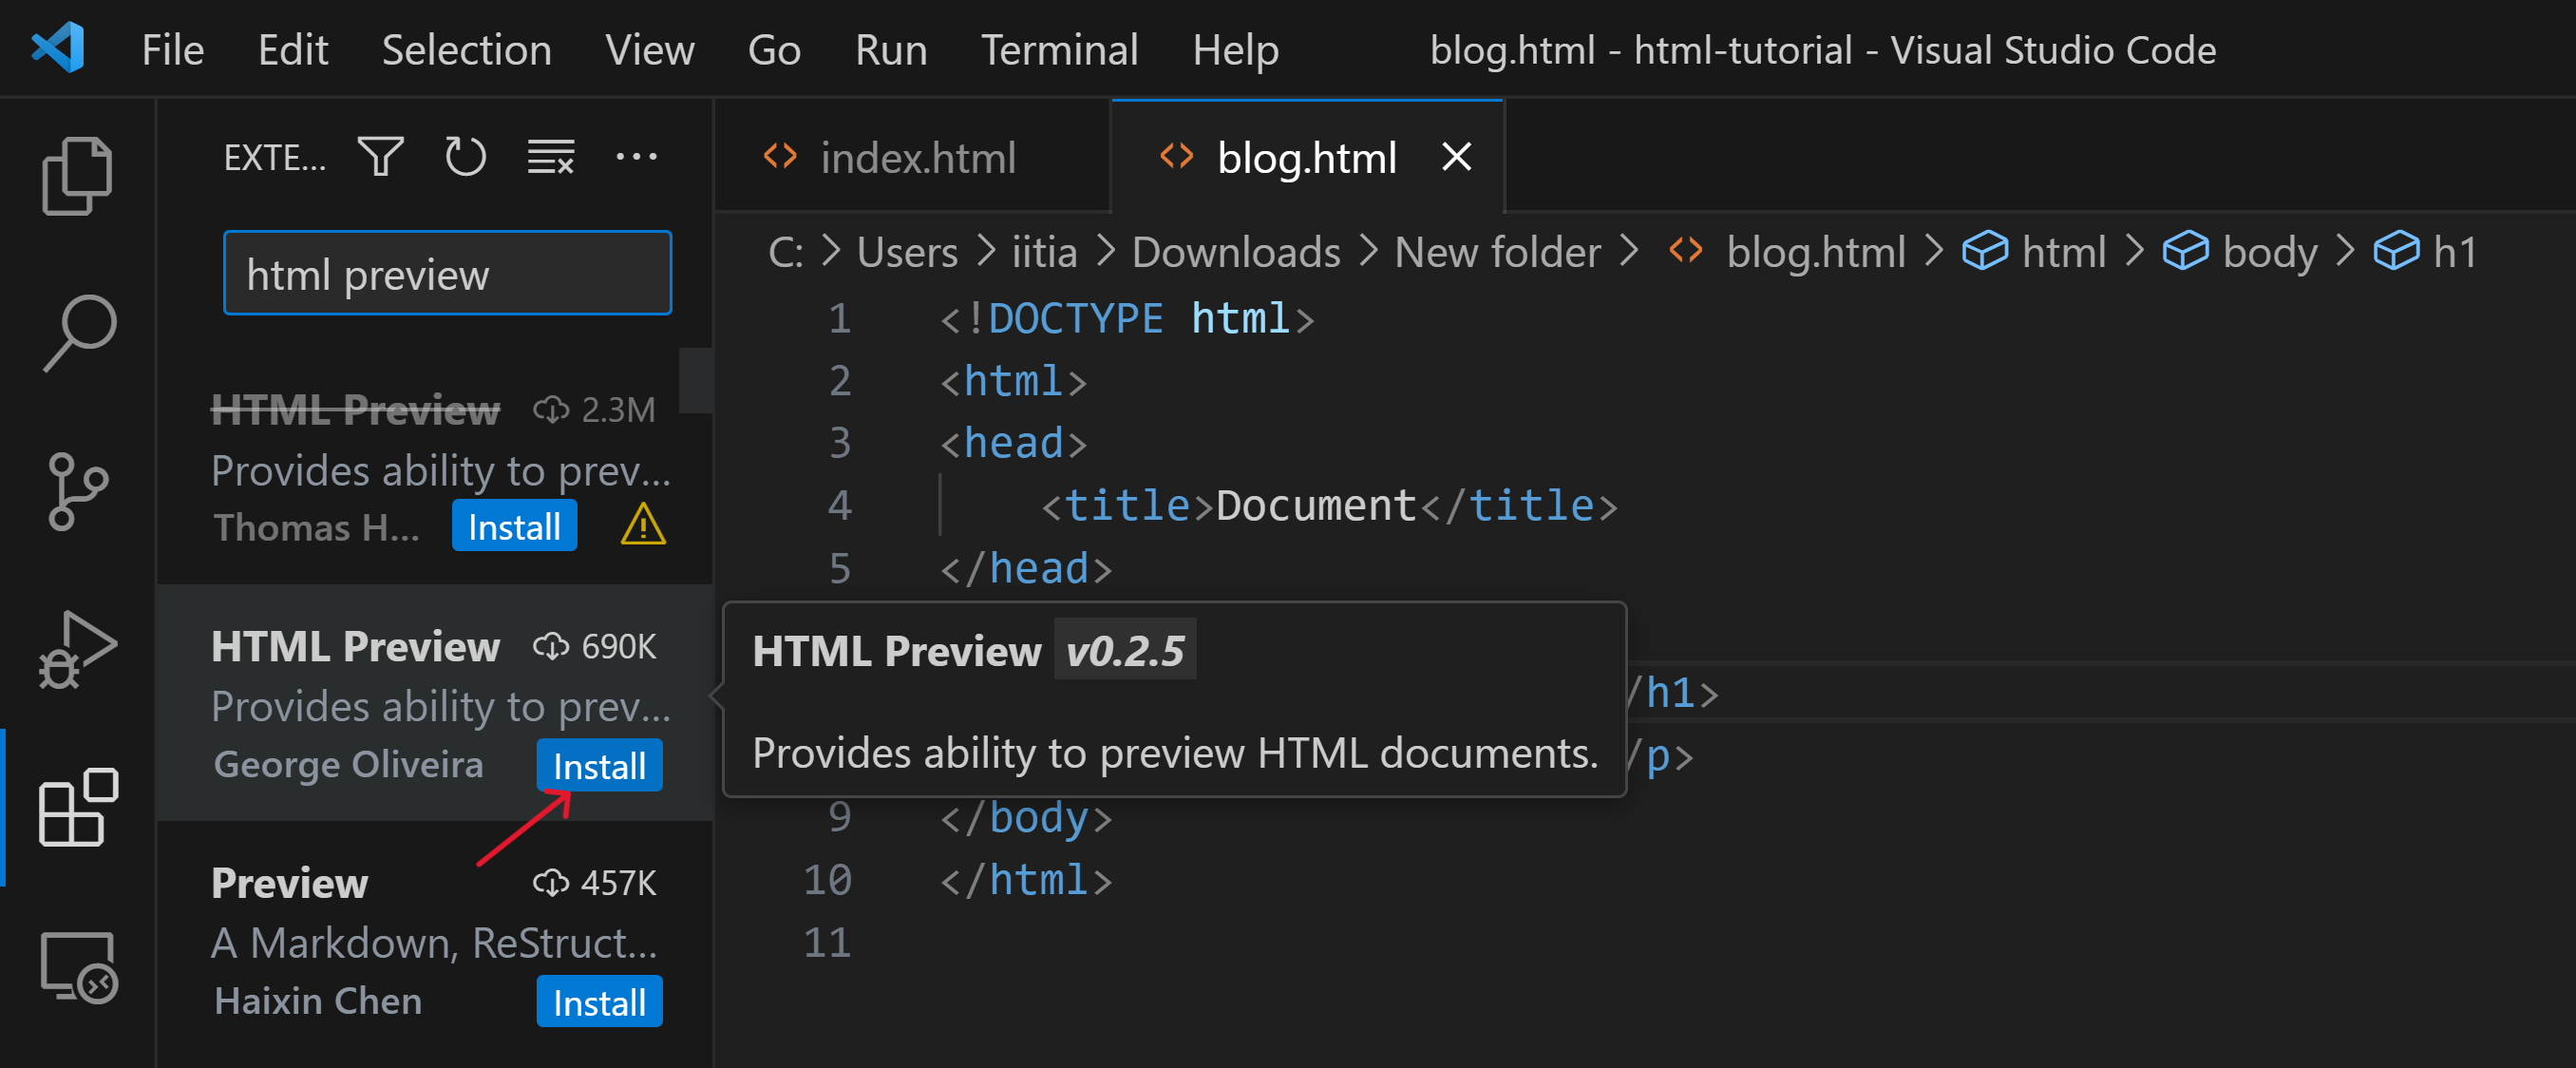 File Edit Selection View Go Run Terminal Help blog.html - html-tutorial - Visual Studio Code
EXTE...
html preview
HTML Preview 2.3M
Provides ability to prev...
Thomas H... Install
HTML Preview 690K
Provides ability to prev...
George Oliveira Install
Preview 457K
A Markdown, ReStruct...
Haixin Chen Install
index.html blog.html
C: > Users > iitia > Downloads > New folder > blog.html > html > body > h1
1 <!DOCTYPE html>
2 <html>
3 <head>
4 <title>Document</title>
5 </head>
HTML Preview v0.2.5
Provides ability to preview HTML documents.
/h1>
/p>
9 </body>
10 </html>
11